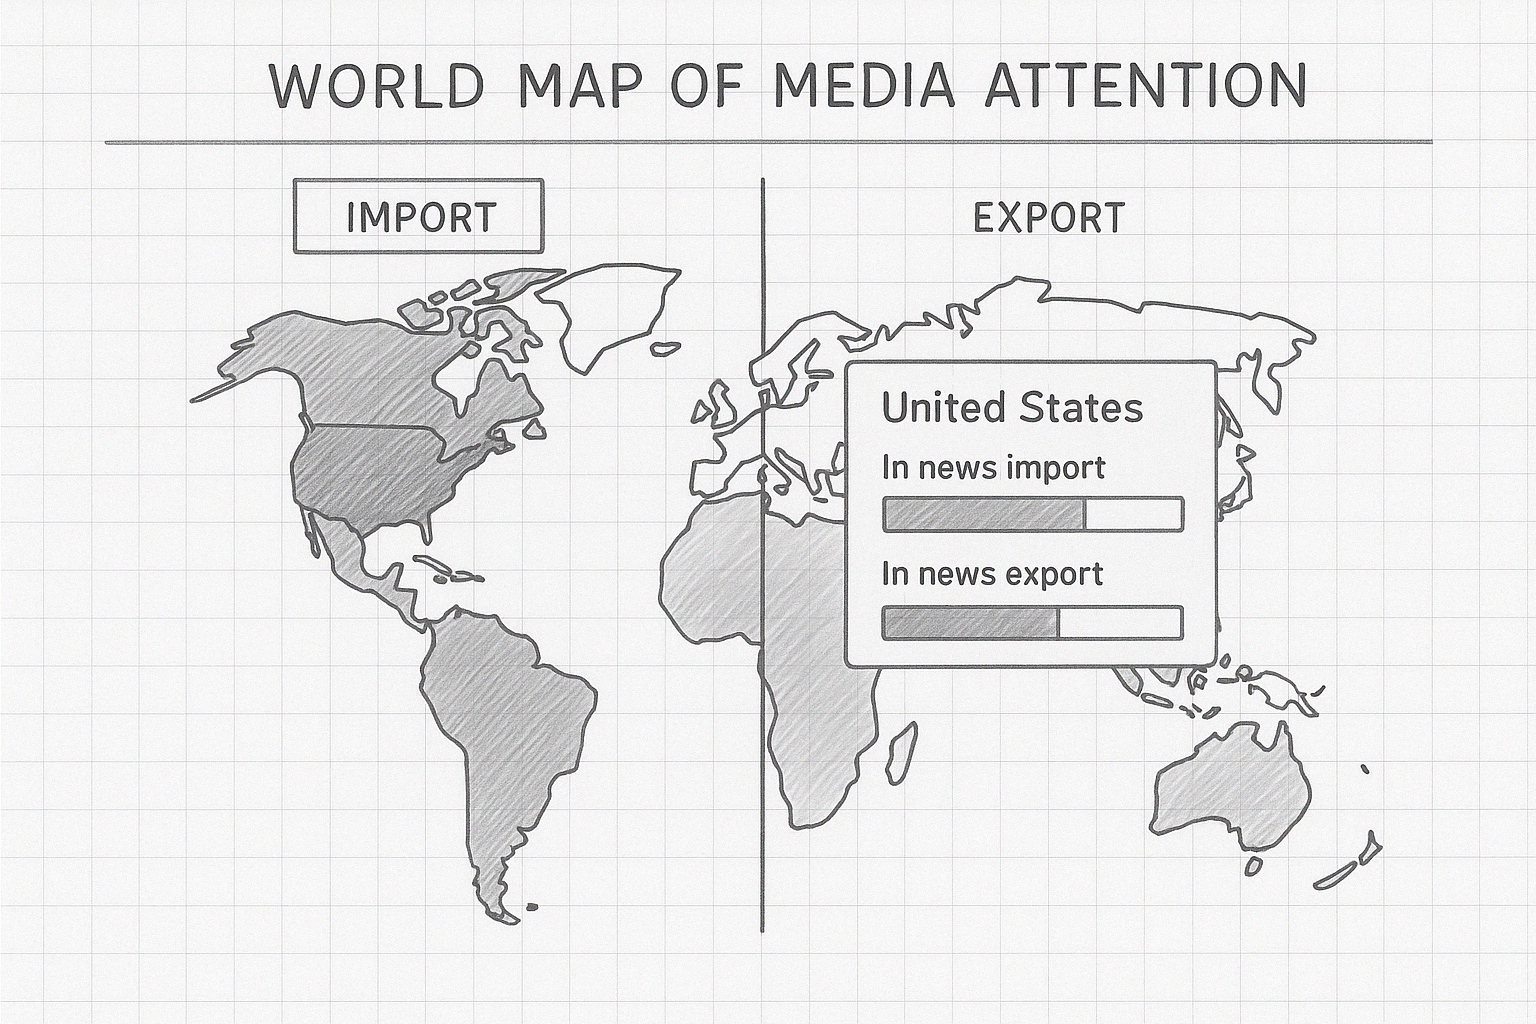 WORLD MAP OF MEDIA ATTENTION
IMPORT
EXPORT
United States
In news import
In news export